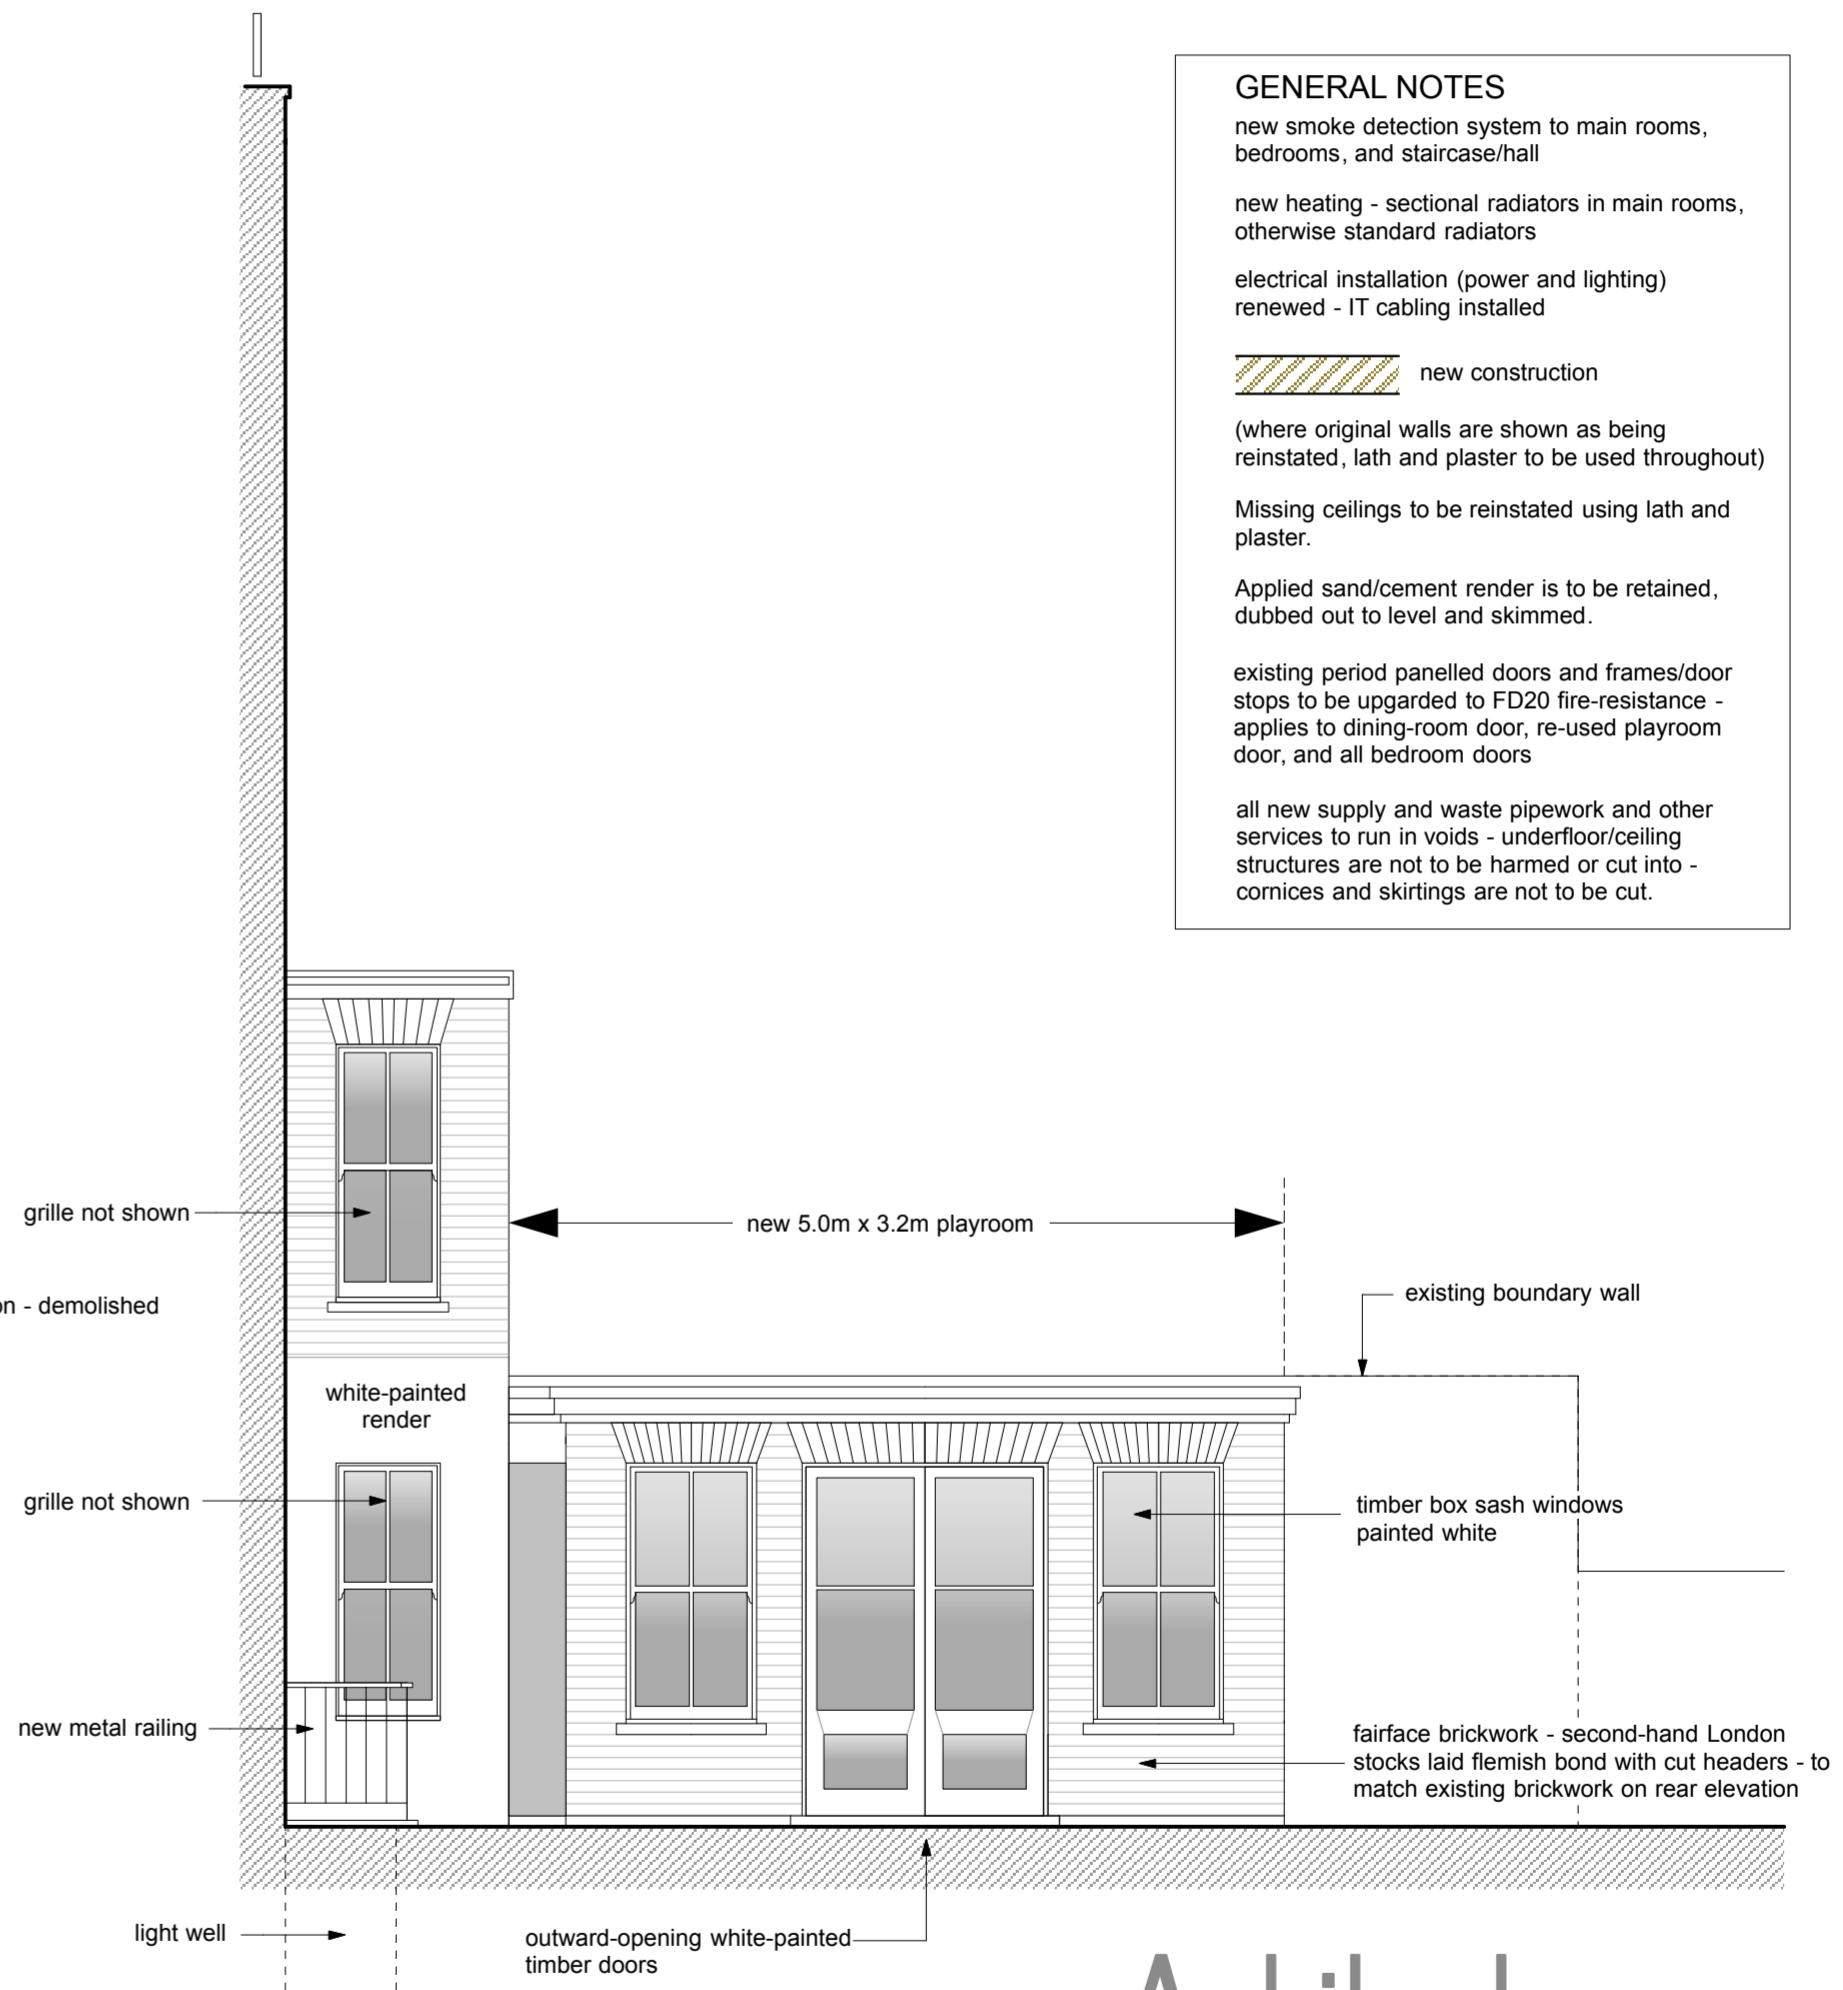 GENERAL NOTES
new smoke detection system to main rooms,
bedrooms, and staircase/hall
new heating - sectional radiators in main rooms,
otherwise standard radiators
electrical installation (power and lighting)
renewed - IT cabling installed
new construction
(where original walls are shown as being
reinstated, lath and plaster to be used throughout)
Missing ceilings to be reinstated using lath and
plaster.
Applied sand/cement render is to be retained,
dubbed out to level and skimmed.
existing period panelled doors and frames/door
stops to be upgarded to FD20 fire-resistance -
applies to dining-room door, re-used playroom
door, and all bedroom doors
all new supply and waste pipework and other
services to run in voids - underfloor/ceiling
structures are not to be harmed or cut into -
cornices and skirtings are not to be cut.
grille not shown
new 5.0m x 3.2m playroom
existing boundary wall
- demolished
white-painted
render
grille not shown
timber box sash windows
painted white
new metal railing
fairface brickwork - second-hand London
stocks laid flemish bond with cut headers - to
match existing brickwork on rear elevation
light well
outward-opening white-painted
timber doors